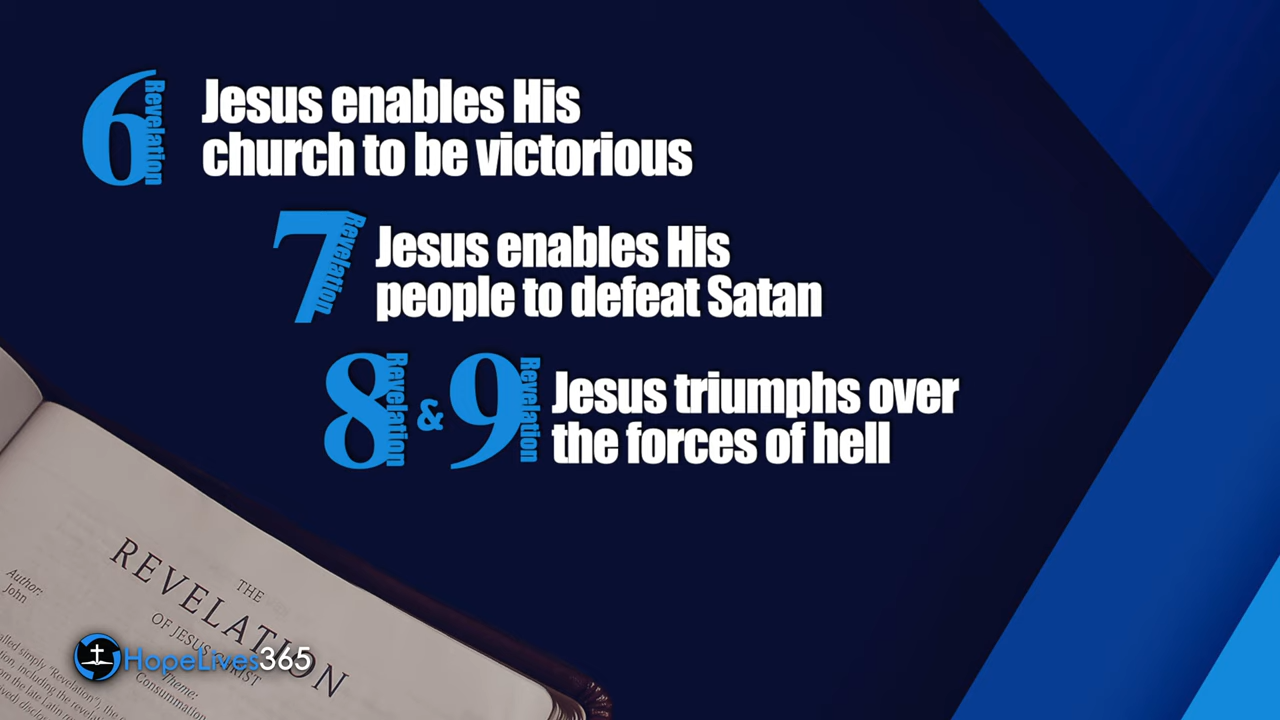 6 Revelation
Jesus enables His
church to be victorious
7 Revelation
Jesus enables His
people to defeat Satan
8 Revelation & 9 Revelation
Jesus triumphs over
the forces of hell
THE
REVELATION
OF JESUS CHRIST
Author:
John
Theme:
Consummation
HopeLives365